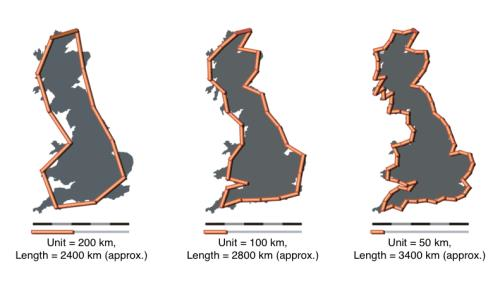 Unit = 200 km,
Length = 2400 km (approx.)
Unit = 100 km,
Length = 2800 km (approx.)
Unit = 50 km,
Length = 3400 km (approx.)